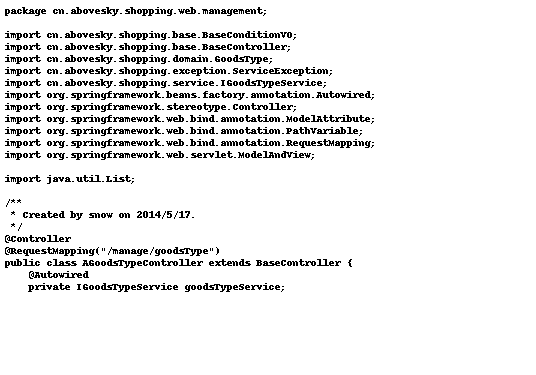 package cn.abovesky.shopping.web.management;

import cn.abovesky.shopping.base.BaseConditionVO;
import cn.abovesky.shopping.base.BaseController;
import cn.abovesky.shopping.domain.GoodsType;
import cn.abovesky.shopping.exception.ServiceException;
import cn.abovesky.shopping.service.IGoodsTypeService;
import org.springframework.beans.factory.annotation.Autowired;
import org.springframework.stereotype.Controller;
import org.springframework.web.bind.annotation.ModelAttribute;
import org.springframework.web.bind.annotation.PathVariable;
import org.springframework.web.bind.annotation.RequestMapping;
import org.springframework.web.servlet.ModelAndView;

import java.util.List;

/**
 * Created by snow on 2014/5/17.
 */
@Controller
@RequestMapping("/manage/goodsType")
public class AGoodsTypeController extends BaseController {
    @Autowired
    private IGoodsTypeService goodsTypeService;